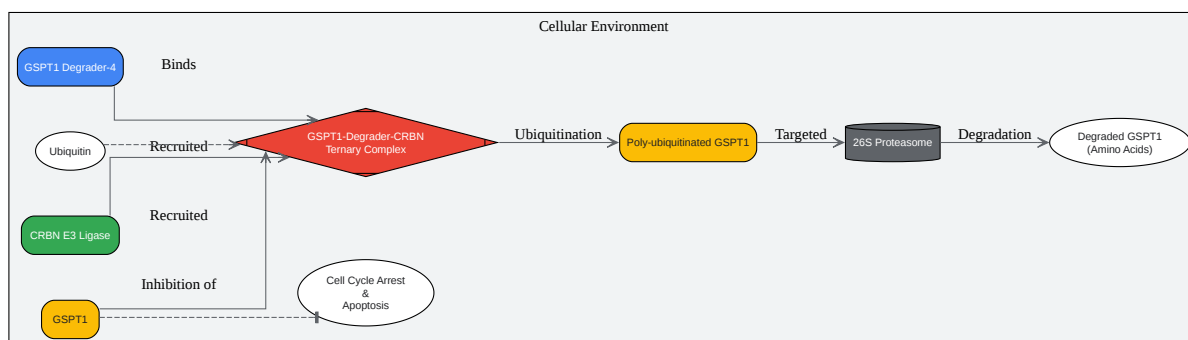 Cellular Environment
GSPT1 Degrader-4
Binds
Ubiquitin
Recruited
GSPT1-Degrader-CRBN
Ternary Complex
Ubiquitination
Poly-ubiquitinated GSPT1
Targeted
26S Proteasome
Degradation
Degraded GSPT1
(Amino Acids)
CRBN E3 Ligase
Recruited
Inhibition of
GSPT1
Cell Cycle Arrest
&
Apoptosis